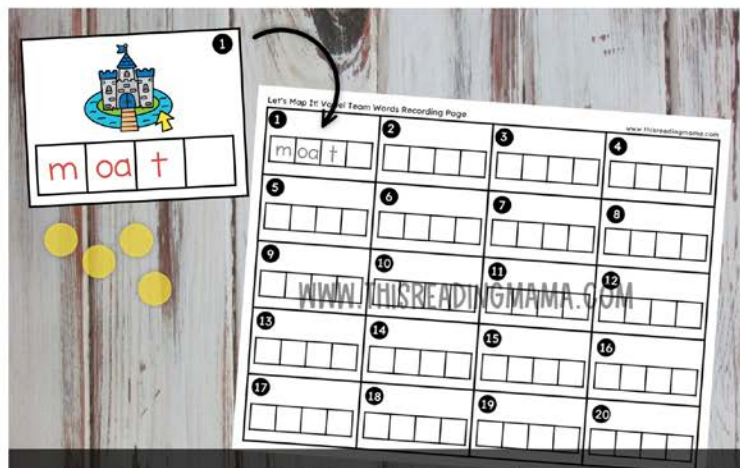 1
m oa t
Let's Map It! Vowel Team Words Recording Page
www.thisreadingmama.com
1 2 3 4
m oa t
5 6 7 8
9 10 11 12
WWW.THISREADINGMAMA.COM
13 14 15 16
17 18 19 20